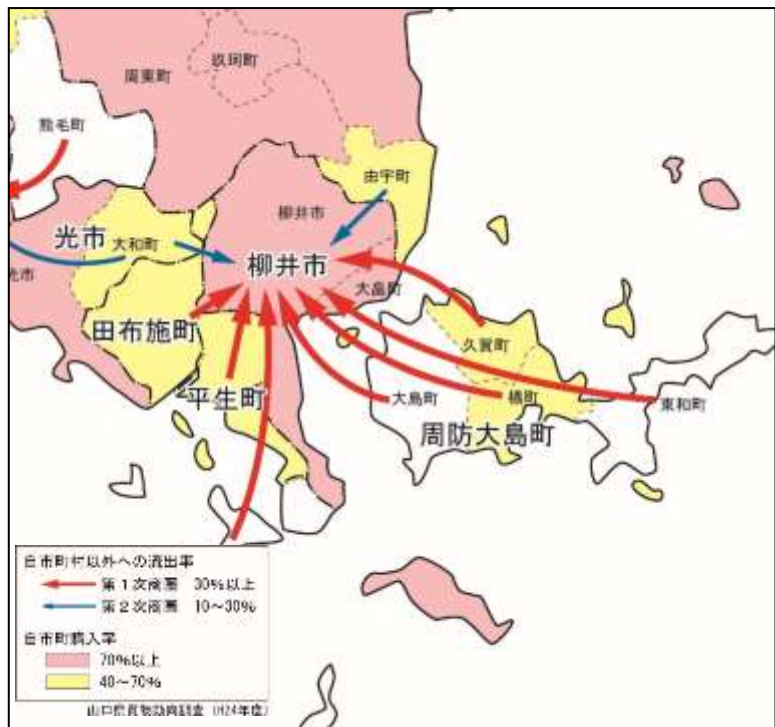 玖珂町
周東町
熊毛町
由宇町
柳井市
光市
大和町
柳井市
光市
大畠町
田布施町
久賀町
平生町
大島町
橘町
東和町
周防大島町
自市町村以外への流出率
第1次商圏 30%以上
第2次商圏 10～30%
自市町購入率
70%以上
40～70%
山口県買物動向調査 (H24年度)